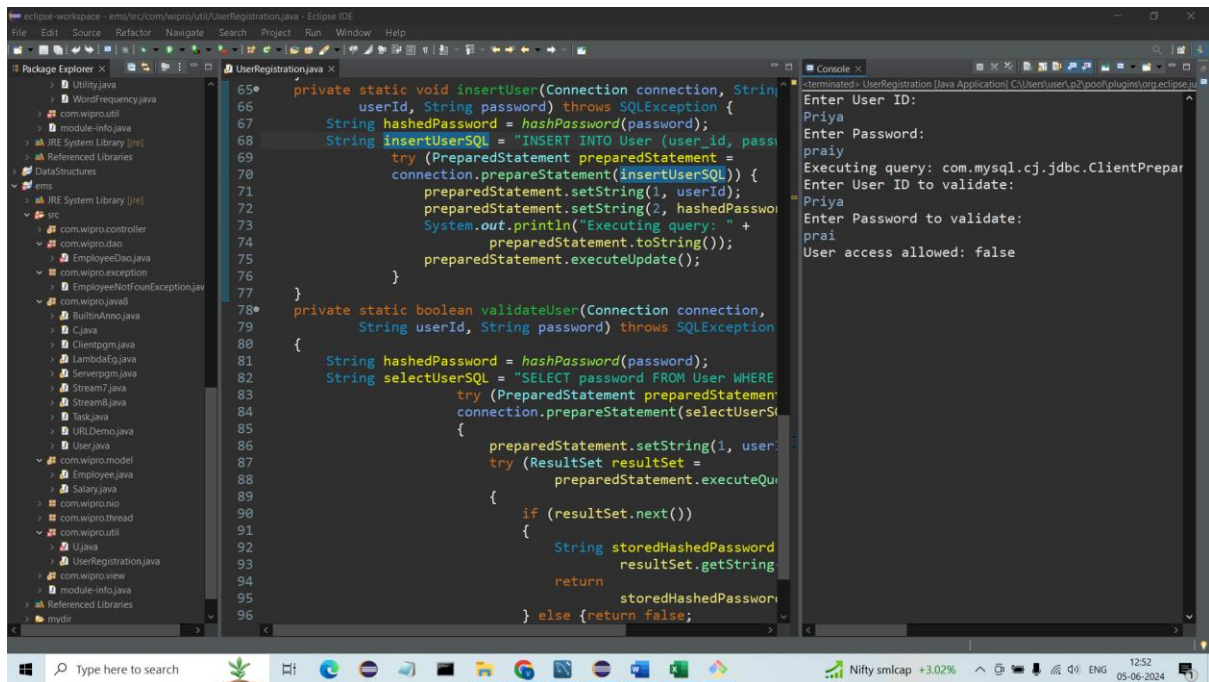 eclipse-workspace - ems/src/com/wipro/util/UserRegistration.java - Eclipse IDE
File Edit Source Refactor Navigate Search Project Run Window Help
Package Explorer
Utility.java
WordFrequency.java
com.wipro.util
module-info.java
JRE System Library [jre]
Referenced Libraries
DataStructures
ems
JRE System Library [jre]
src
com.wipro.controller
com.wipro.dao
EmployeeDao.java
com.wipro.exception
EmployeeNotFounException.jav
com.wipro.java8
BuiltinAnno.java
C.java
Clientpgm.java
LambdaEg.java
Serverpgm.java
Stream7.java
Stream8.java
Task.java
URLDemo.java
User.java
com.wipro.model
Employee.java
Salary.java
com.wipro.nio
com.wipro.thread
com.wipro.util
U.java
UserRegistration.java
com.wipro.view
module-info.java
Referenced Libraries
mydir
UserRegistration.java
65 private static void insertUser(Connection connection, String
66 userId, String password) throws SQLException {
67 String hashedPassword = hashPassword(password);
68 String insertUserSQL = "INSERT INTO User (user_id, passw
69 try (PreparedStatement preparedStatement =
70 connection.prepareStatement(insertUserSQL)) {
71 preparedStatement.setString(1, userId);
72 preparedStatement.setString(2, hashedPasswor
73 System.out.println("Executing query: " +
74 preparedStatement.toString());
75 preparedStatement.executeUpdate();
76 }
77 }
78 private static boolean validateUser(Connection connection,
79 String userId, String password) throws SQLException
80 {
81 String hashedPassword = hashPassword(password);
82 String selectUserSQL = "SELECT password FROM User WHERE
83 try (PreparedStatement preparedStatement
84 connection.prepareStatement(selectUserSQ
85 {
86 preparedStatement.setString(1, userI
87 try (ResultSet resultSet =
88 preparedStatement.executeQue
89 {
90 if (resultSet.next())
91 {
92 String storedHashedPassword
93 resultSet.getString
94 return
95 storedHashedPasswor
96 } else {return false;
Console
<terminated> UserRegistration [Java Application] C:\Users\user\.p2\pool\plugins\org.eclipse.ju
Enter User ID:
Priya
Enter Password:
praiy
Executing query: com.mysql.cj.jdbc.ClientPrepar
Enter User ID to validate:
Priya
Enter Password to validate:
prai
User access allowed: false
Type here to search
Nifty smlcap +3.02%
ENG
12:52
05-06-2024